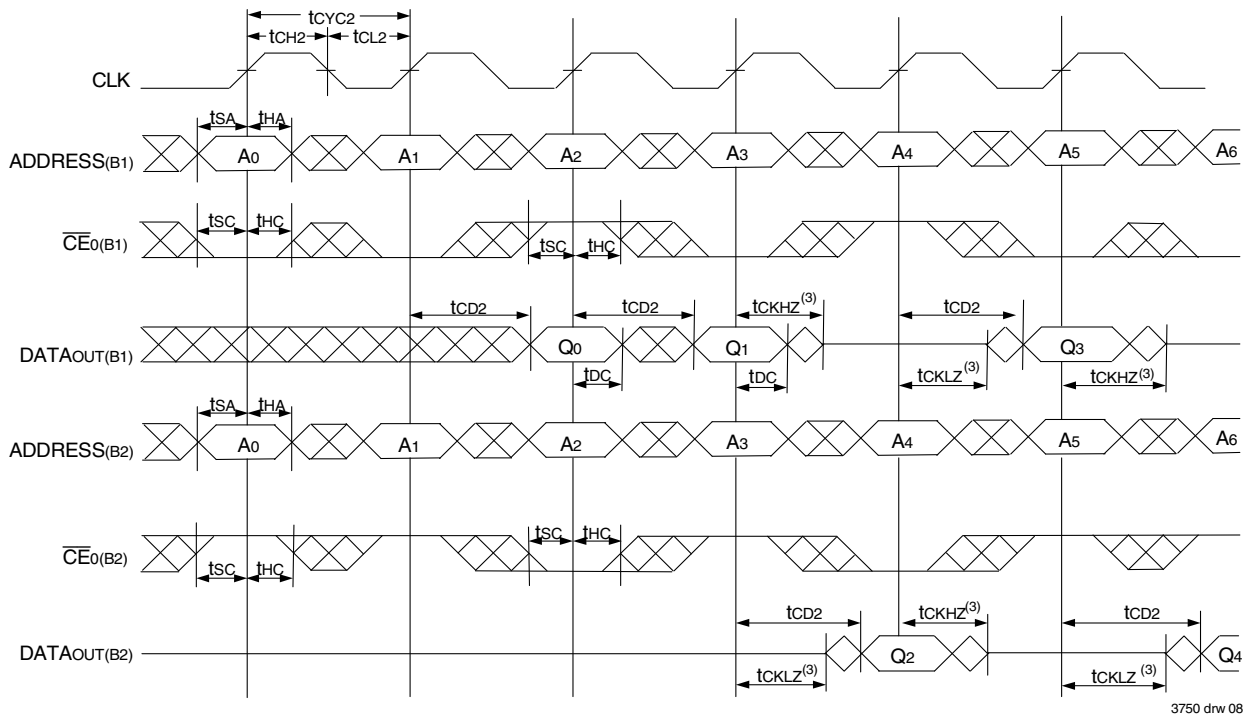 tCYC2
tCH2 tCL2
CLK
tSA tHA
ADDRESS(B1) A0 A1 A2 A3 A4 A5 A6
tSC tHC
CE0(B1)
tSC tHC
tCD2 tCD2 tCKHZ(3) tCD2
DATAOUT(B1) Q0 Q1 Q3
tDC tDC tCKLZ(3) tCKHZ(3)
tSA tHA
ADDRESS(B2) A0 A1 A2 A3 A4 A5 A6
tSC tHC
CE0(B2)
tSC tHC
tCD2 tCKHZ(3) tCD2
DATAOUT(B2) Q2 Q4
tCKLZ(3) tCKLZ(3)
3750 drw 08